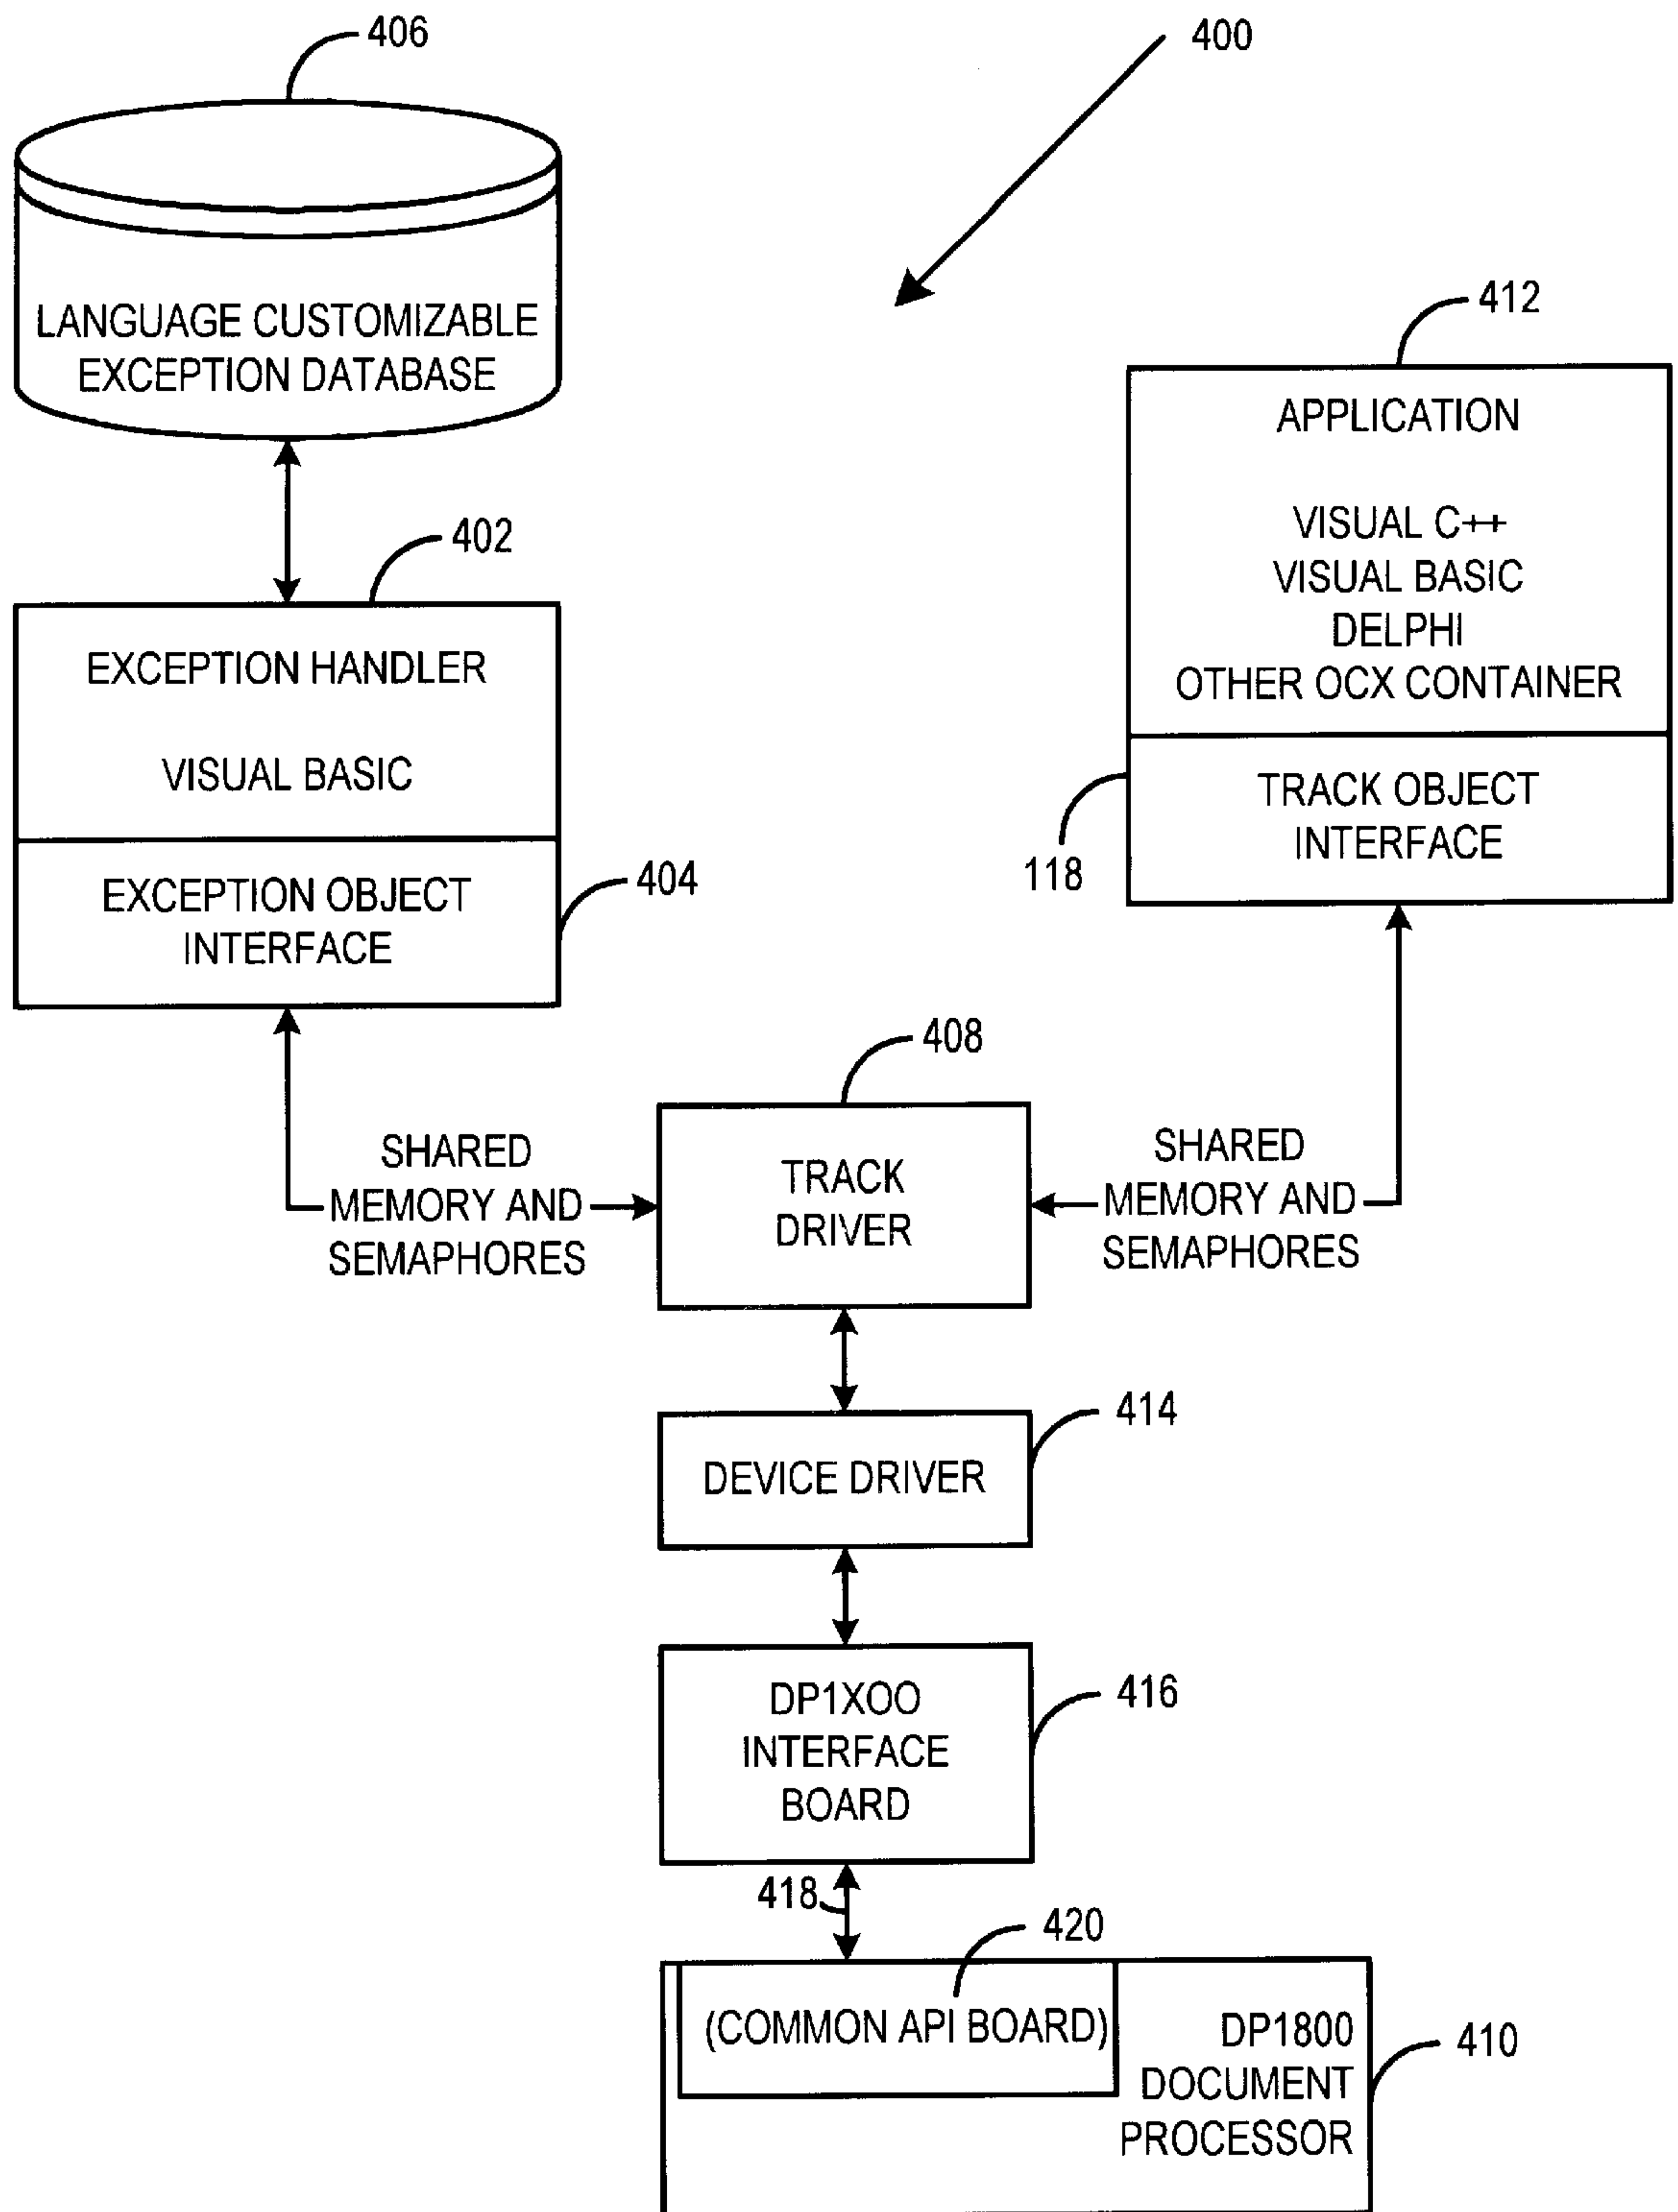 406
400
LANGUAGE CUSTOMIZABLE
EXCEPTION DATABASE
412
APPLICATION
VISUAL C++
VISUAL BASIC
DELPHI
OTHER OCX CONTAINER
TRACK OBJECT
INTERFACE
118
402
EXCEPTION HANDLER
VISUAL BASIC
EXCEPTION OBJECT
INTERFACE
404
408
SHARED
MEMORY AND
SEMAPHORES
TRACK
DRIVER
SHARED
MEMORY AND
SEMAPHORES
414
DEVICE DRIVER
DP1XOO
INTERFACE
BOARD
416
418
420
(COMMON API BOARD)
DP1800
DOCUMENT
PROCESSOR
410